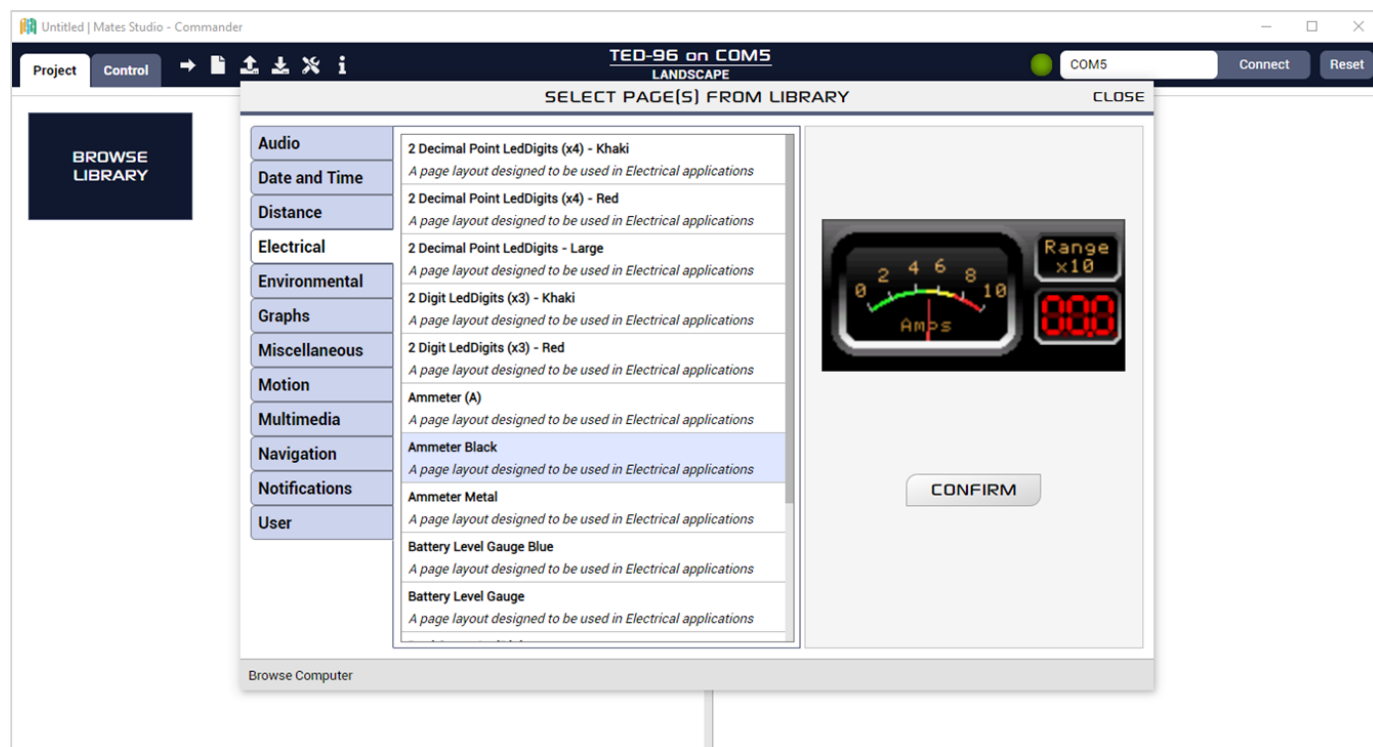 Untitled | Mates Studio - Commander
Project
Control
TED-96 on COM5
LANDSCAPE
COM5
Connect
Reset
BROWSE
LIBRARY
SELECT PAGE(S) FROM LIBRARY
CLOSE
Audio
Date and Time
Distance
Electrical
Environmental
Graphs
Miscellaneous
Motion
Multimedia
Navigation
Notifications
User
2 Decimal Point LedDigits (x4) - Khaki
A page layout designed to be used in Electrical applications
2 Decimal Point LedDigits (x4) - Red
A page layout designed to be used in Electrical applications
2 Decimal Point LedDigits - Large
A page layout designed to be used in Electrical applications
2 Digit LedDigits (x3) - Khaki
A page layout designed to be used in Electrical applications
2 Digit LedDigits (x3) - Red
A page layout designed to be used in Electrical applications
Ammeter (A)
A page layout designed to be used in Electrical applications
Ammeter Black
A page layout designed to be used in Electrical applications
Ammeter Metal
A page layout designed to be used in Electrical applications
Battery Level Gauge Blue
A page layout designed to be used in Electrical applications
Battery Level Gauge
A page layout designed to be used in Electrical applications
0 2 4 6 8 10
Amps
Range
x10
00.0
CONFIRM
Browse Computer